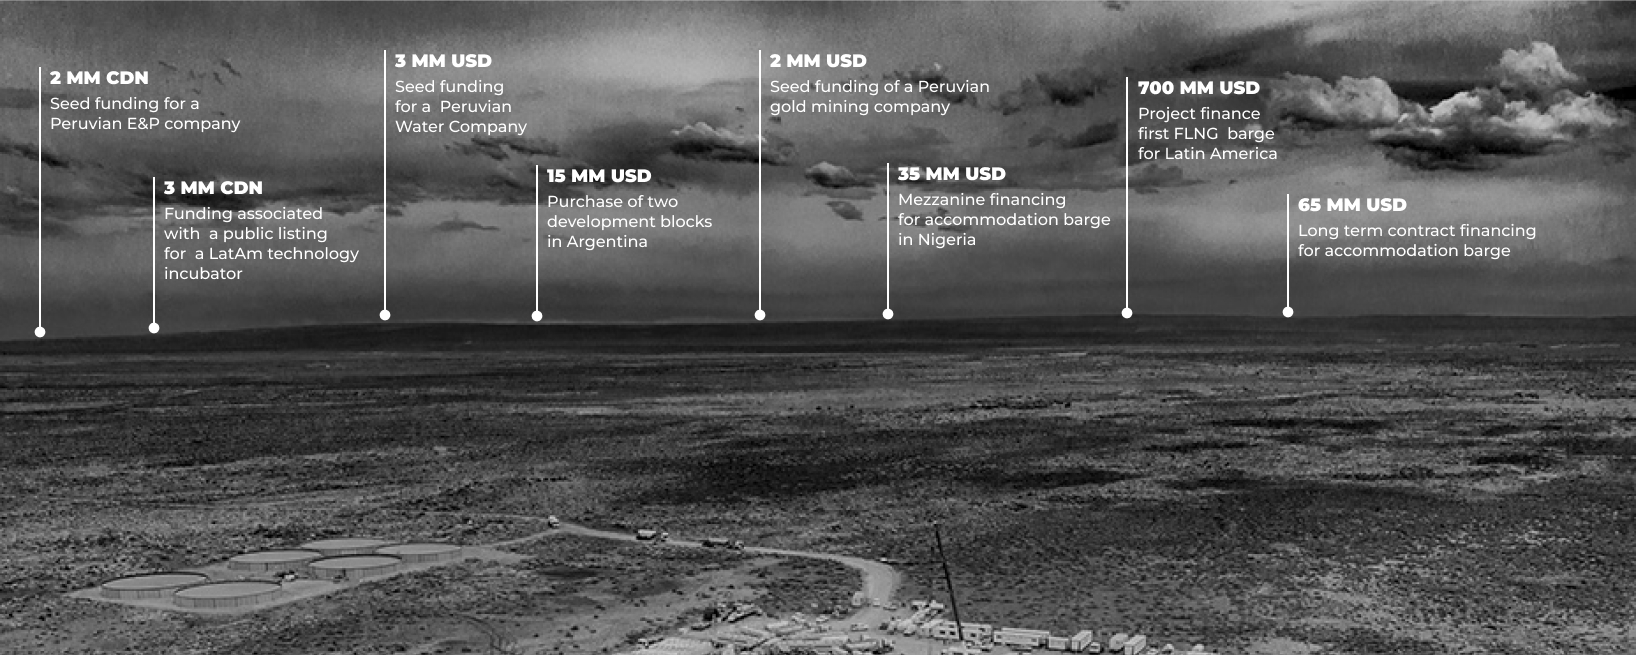 2 MM CDN
Seed funding for a
Peruvian E&P company
3 MM CDN
Funding associated
with a public listing
for a LatAm technology
incubator
3 MM USD
Seed funding
for a Peruvian
Water Company
15 MM USD
Purchase of two
development blocks
in Argentina
2 MM USD
Seed funding of a Peruvian
gold mining company
35 MM USD
Mezzanine financing
for accommodation barge
in Nigeria
700 MM USD
Project finance
first FLNG barge
for Latin America
65 MM USD
Long term contract financing
for accommodation barge